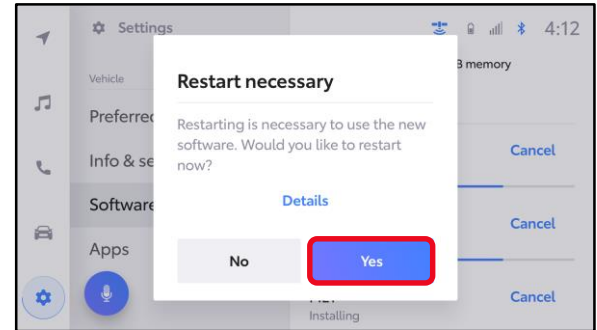 Settings
4:12
Vehicle
Preferred
Info & se
Software
Apps
Restart necessary
Restarting is necessary to use the new
software. Would you like to restart
now?
Details
No
Yes
memory
Cancel
Cancel
Cancel
Installing